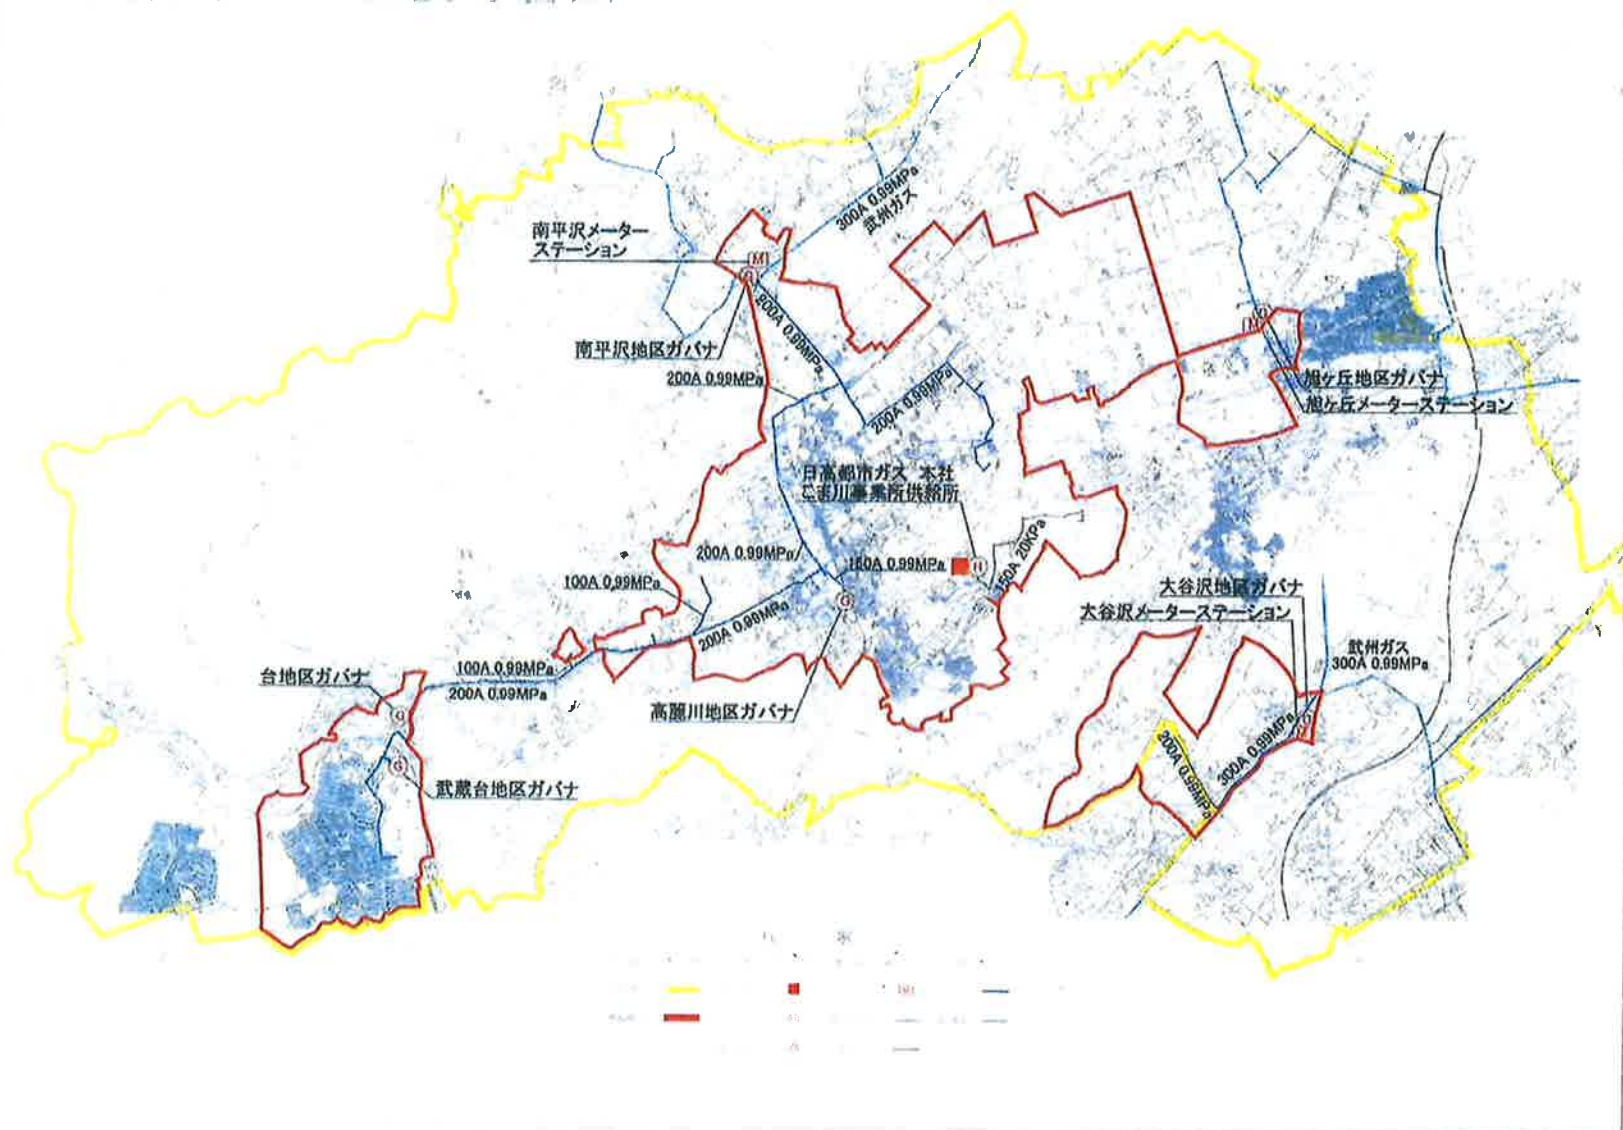 300A 0.99MPa
武州ガス
南平沢メーター
ステーション
M
G
200A 0.99MPa
南平沢地区ガバナ
200A 0.99MPa
200A 0.99MPa
旭ヶ丘地区ガバナ
旭ヶ丘メーターステーション
日高都市ガス 本社
こま川事業所供給所
200A 0.99MPa
150A 0.99MPa
H
150A 20KPa
100A 0.99MPa
G
200A 0.99MPa
大谷沢地区ガバナ
大谷沢メーターステーション
武州ガス
300A 0.99MPa
100A 0.99MPa
200A 0.99MPa
台地区ガバナ
G
高麗川地区ガバナ
200A 0.99MPa
300A 0.99MPa
G
武蔵台地区ガバナ